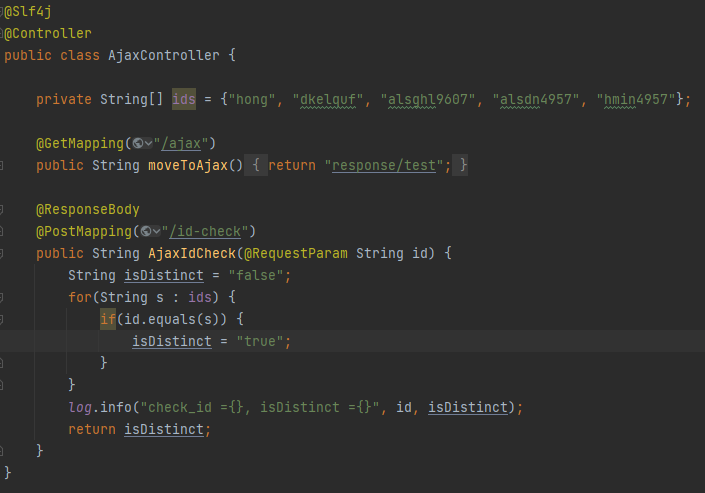 @Slf4j
@Controller
public class AjaxController {
private String[] ids = {"hong", "dkelquf", "alsghl9607", "alsdn4957", "hmin4957"};
@GetMapping("/ajax")
public String moveToAjax() { return "response/test"; }
@ResponseBody
@PostMapping("/id-check")
public String AjaxIdCheck(@RequestParam String id) {
String isDistinct = "false";
for(String s : ids) {
if(id.equals(s)) {
isDistinct = "true";
}
}
log.info("check_id ={}, isDistinct ={}", id, isDistinct);
return isDistinct;
}
}